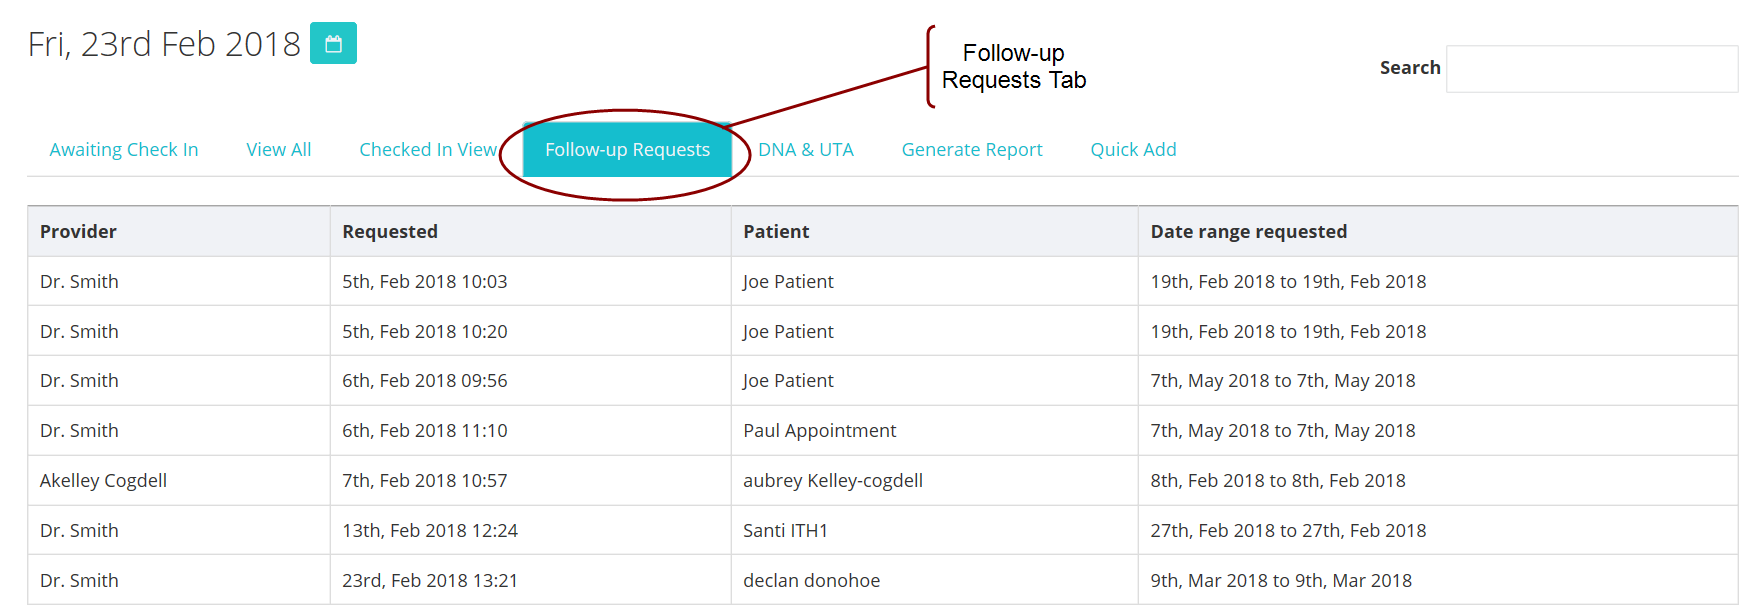 Fri, 23rd Feb 2018
Follow-up
Requests Tab
Search
Awaiting Check In View All Checked In View Follow-up Requests DNA & UTA Generate Report Quick Add
Provider Requested Patient Date range requested
Dr. Smith 5th, Feb 2018 10:03 Joe Patient 19th, Feb 2018 to 19th, Feb 2018
Dr. Smith 5th, Feb 2018 10:20 Joe Patient 19th, Feb 2018 to 19th, Feb 2018
Dr. Smith 6th, Feb 2018 09:56 Joe Patient 7th, May 2018 to 7th, May 2018
Dr. Smith 6th, Feb 2018 11:10 Paul Appointment 7th, May 2018 to 7th, May 2018
Akelley Cogdell 7th, Feb 2018 10:57 aubrey Kelley-cogdell 8th, Feb 2018 to 8th, Feb 2018
Dr. Smith 13th, Feb 2018 12:24 Santi ITH1 27th, Feb 2018 to 27th, Feb 2018
Dr. Smith 23rd, Feb 2018 13:21 declan donohoe 9th, Mar 2018 to 9th, Mar 2018